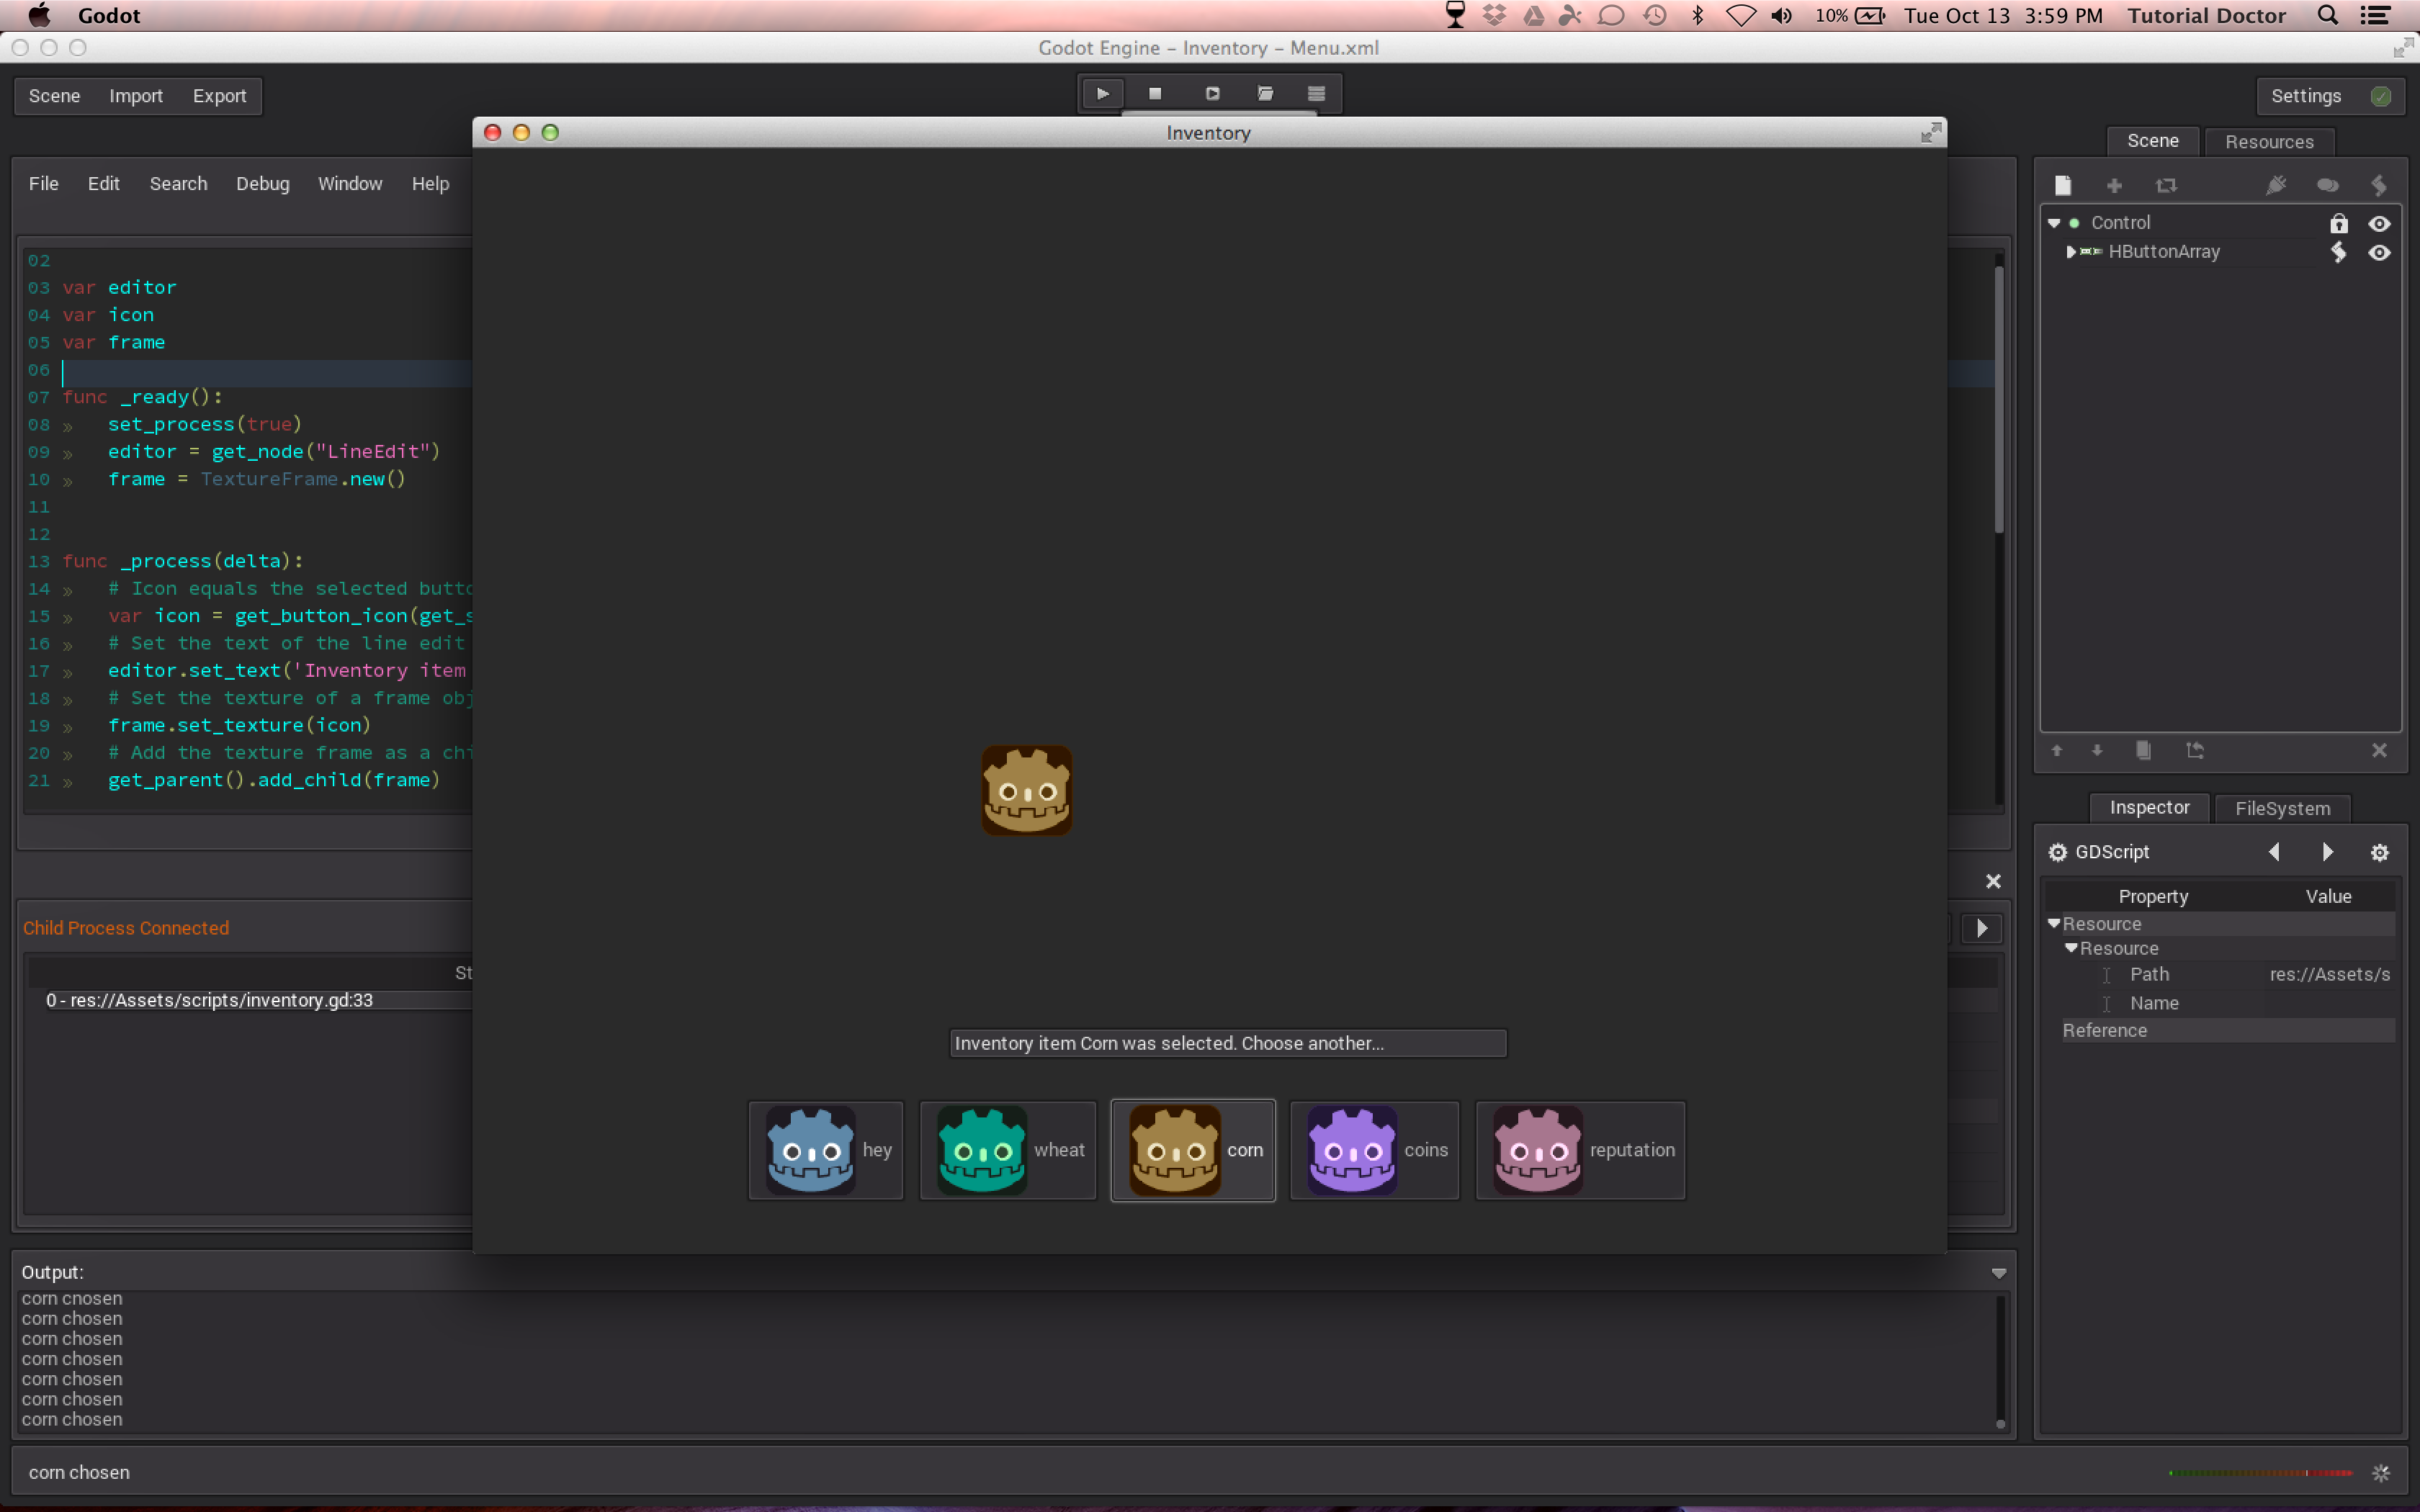 Godot
10% Tue Oct 13 3:59 PM Tutorial Doctor
Godot Engine – Inventory – Menu.xml
Scene Import Export
Settings
Inventory
Scene Resources
File Edit Search Debug Window Help
Control
HButtonArray
02
03 var editor
04 var icon
05 var frame
06
07 func _ready():
08 » set_process(true)
09 » editor = get_node("LineEdit")
10 » frame = TextureFrame.new()
11
12
13 func _process(delta):
14 » # Icon equals the selected butto
15 » var icon = get_button_icon(get_s
16 » # Set the text of the line edit
17 » editor.set_text('Inventory item
18 » # Set the texture of a frame obj
19 » frame.set_texture(icon)
20 » # Add the texture frame as a chi
21 » get_parent().add_child(frame)
Inspector FileSystem
GDScript
Property Value
Resource
Resource
Path res://Assets/s
Name
Reference
Child Process Connected
St
0 - res://Assets/scripts/inventory.gd:33
Inventory item Corn was selected. Choose another...
hey wheat corn coins reputation
Output:
corn chosen
corn chosen
corn chosen
corn chosen
corn chosen
corn chosen
corn chosen
corn chosen